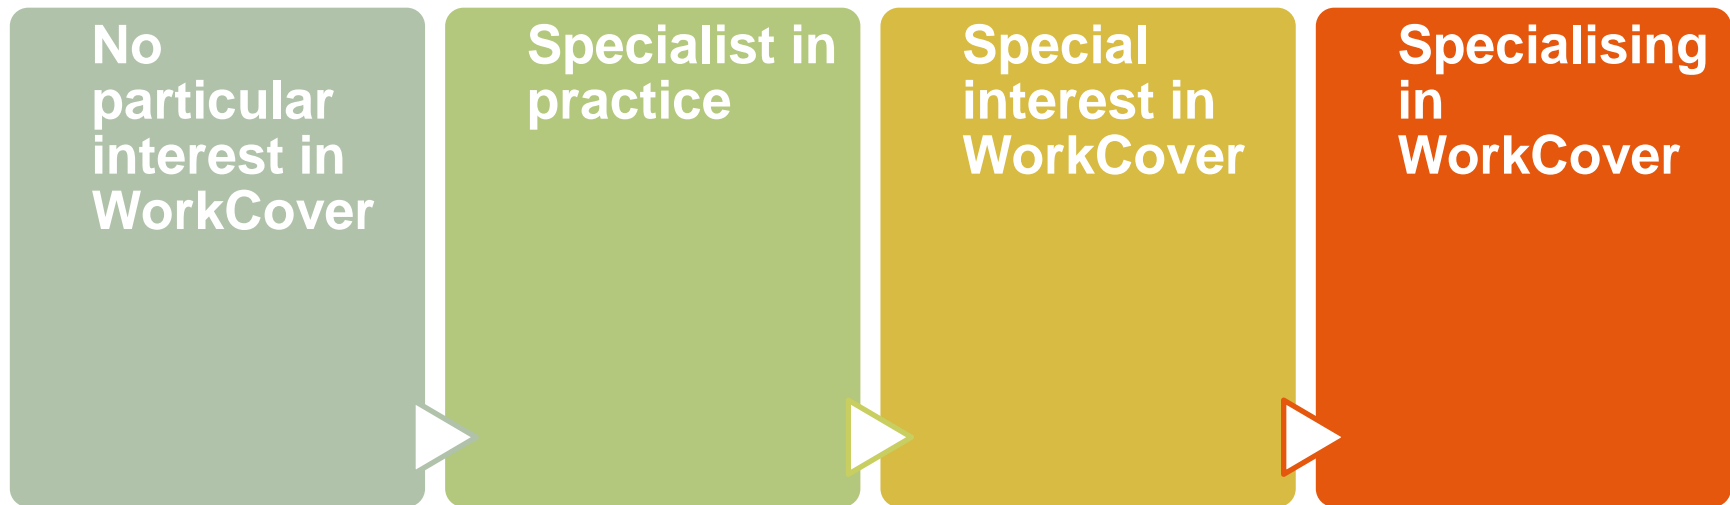 No
particular
interest in
WorkCover
Specialist in
practice
Special
interest in
WorkCover
Specialising
in
WorkCover